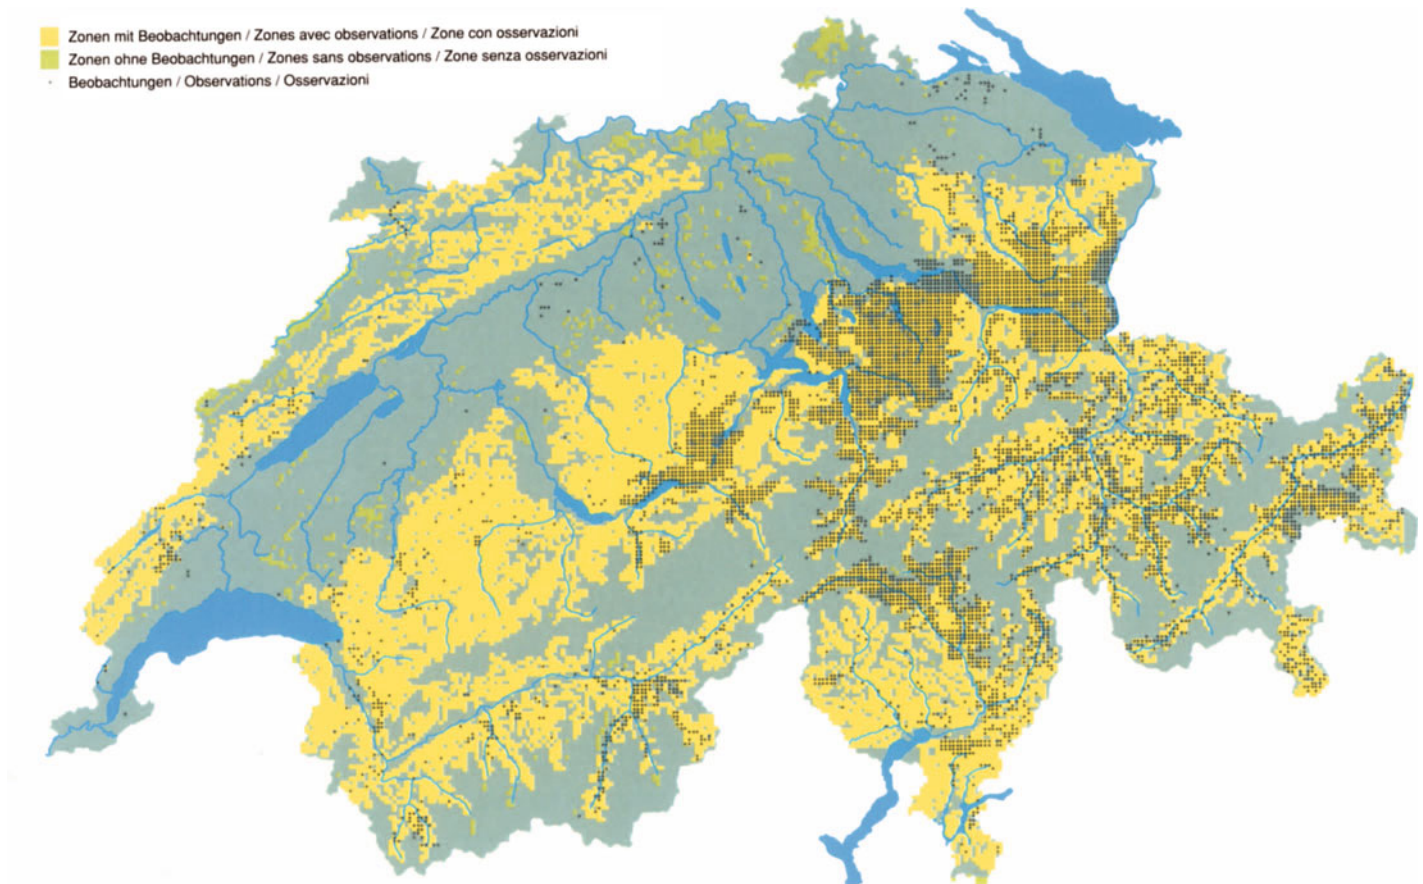 Zonen mit Beobachtungen / Zones avec observations / Zone con osservazioni
Zonen ohne Beobachtungen / Zones sans observations / Zone senza osservazioni
Beobachtungen / Observations / Osservazioni